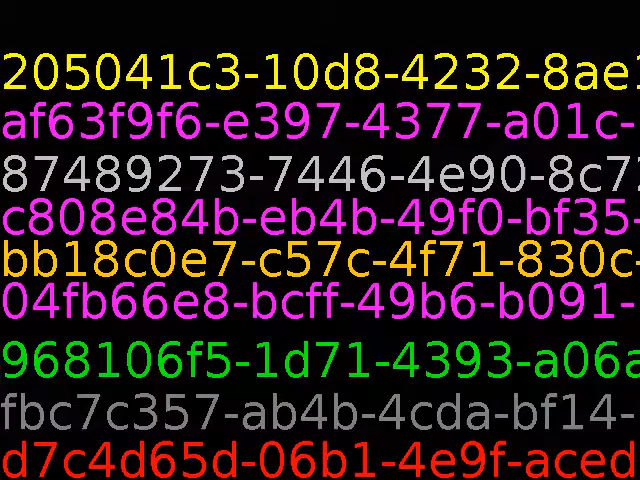 205041c3-10d8-4232-8ae1
af63f9f6-e397-4377-a01c-
87489273-7446-4e90-8c7
c808e84b-eb4b-49f0-bf35-
bb18c0e7-c57c-4f71-830c-
04fb66e8-bcff-49b6-b091-
968106f5-1d71-4393-a06a
fbc7c357-ab4b-4cda-bf14-
d7c4d65d-06b1-4e9f-aced